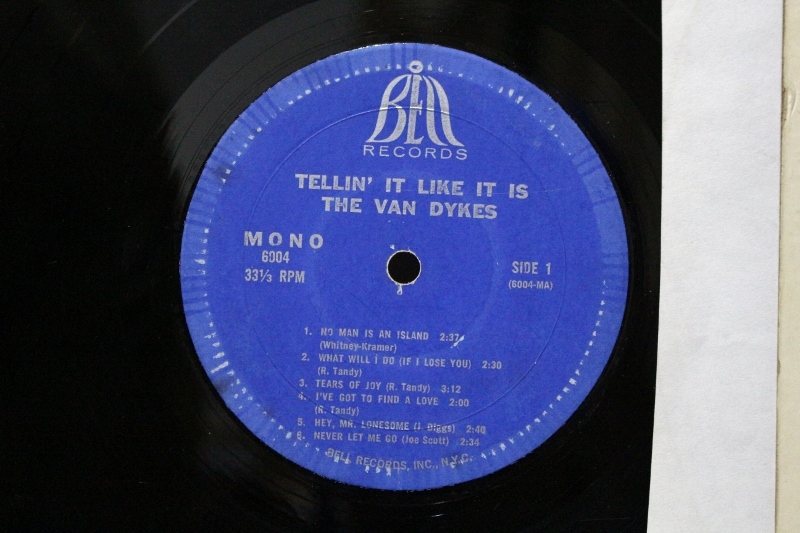 BELL
RECORDS
TELLIN' IT LIKE IT IS
THE VAN DYKES
MONO
6004
33⅓ RPM
SIDE 1
(6004-MA)
1. NO MAN IS AN ISLAND 2:37
(Whitney-Kramer)
2. WHAT WILL I DO (IF I LOSE YOU) 2:30
(R. Tandy)
3. TEARS OF JOY (R. Tandy) 3:12
4. I'VE GOT TO FIND A LOVE 2:00
(R. Tandy)
5. HEY, MR. LONESOME (J. Diggs) 2:40
6. NEVER LET ME GO (Joe Scott) 2:34
BELL RECORDS, INC., N.Y.C.